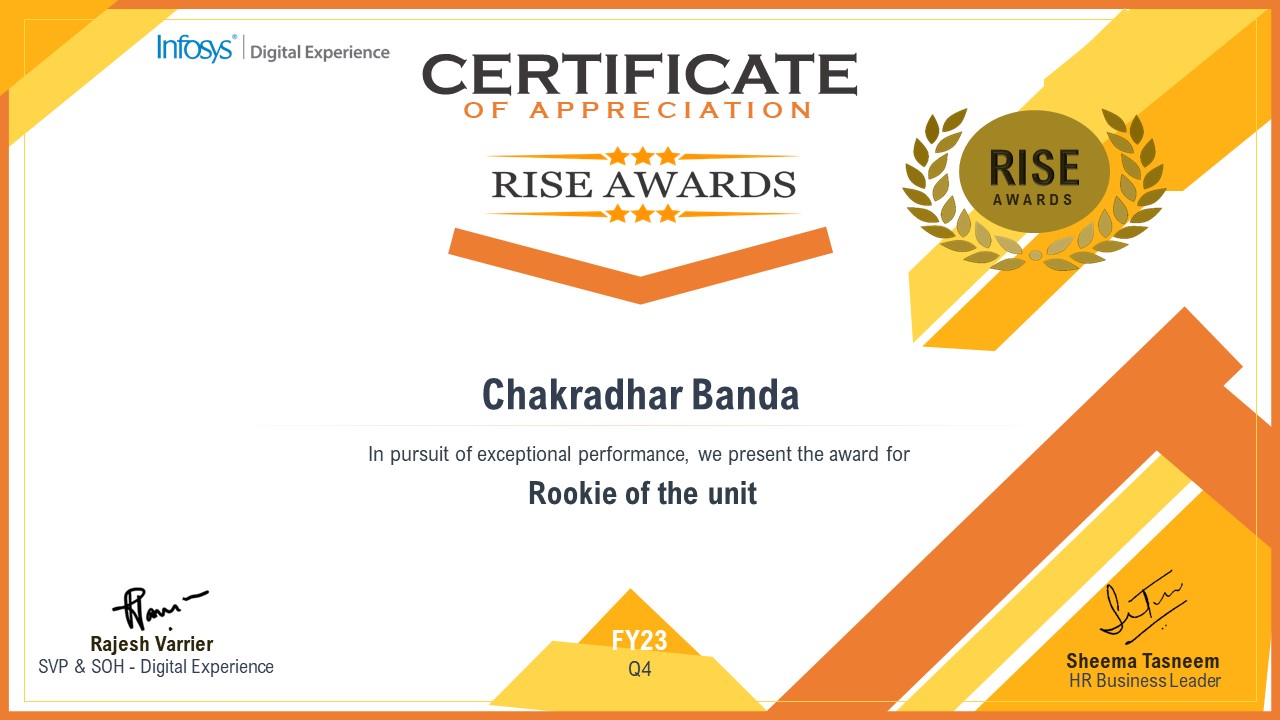 Infosys® | Digital Experience
CERTIFICATE
OF APPRECIATION
RISE AWARDS
RISE
AWARDS
Chakradhar Banda
In pursuit of exceptional performance, we present the award for
Rookie of the unit
Rajesh Varrier
SVP & SOH - Digital Experience
FY23
Q4
Sheema Tasneem
HR Business Leader